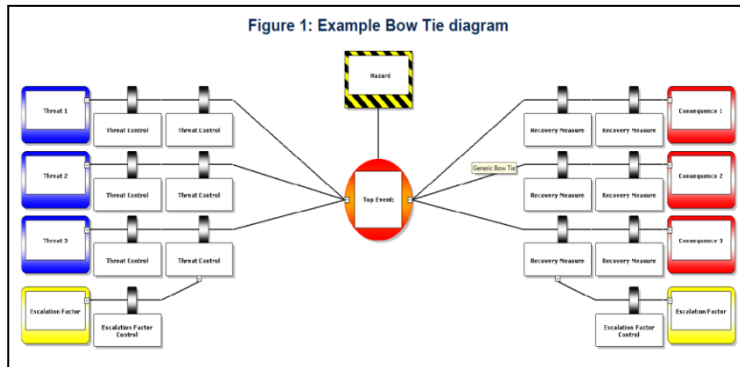 Figure 1: Example Bow Tie diagram
Hazard
Threat 1
Threat Control
Threat Control
Recovery Measure
Recovery Measure
Consequence 1
Threat 2
Threat Control
Threat Control
Top Event
Generic Bow Tie
Recovery Measure
Recovery Measure
Consequence 2
Threat 3
Threat Control
Threat Control
Recovery Measure
Recovery Measure
Consequence 3
Escalation Factor
Escalation Factor
Control
Escalation Factor
Control
Escalation Factor